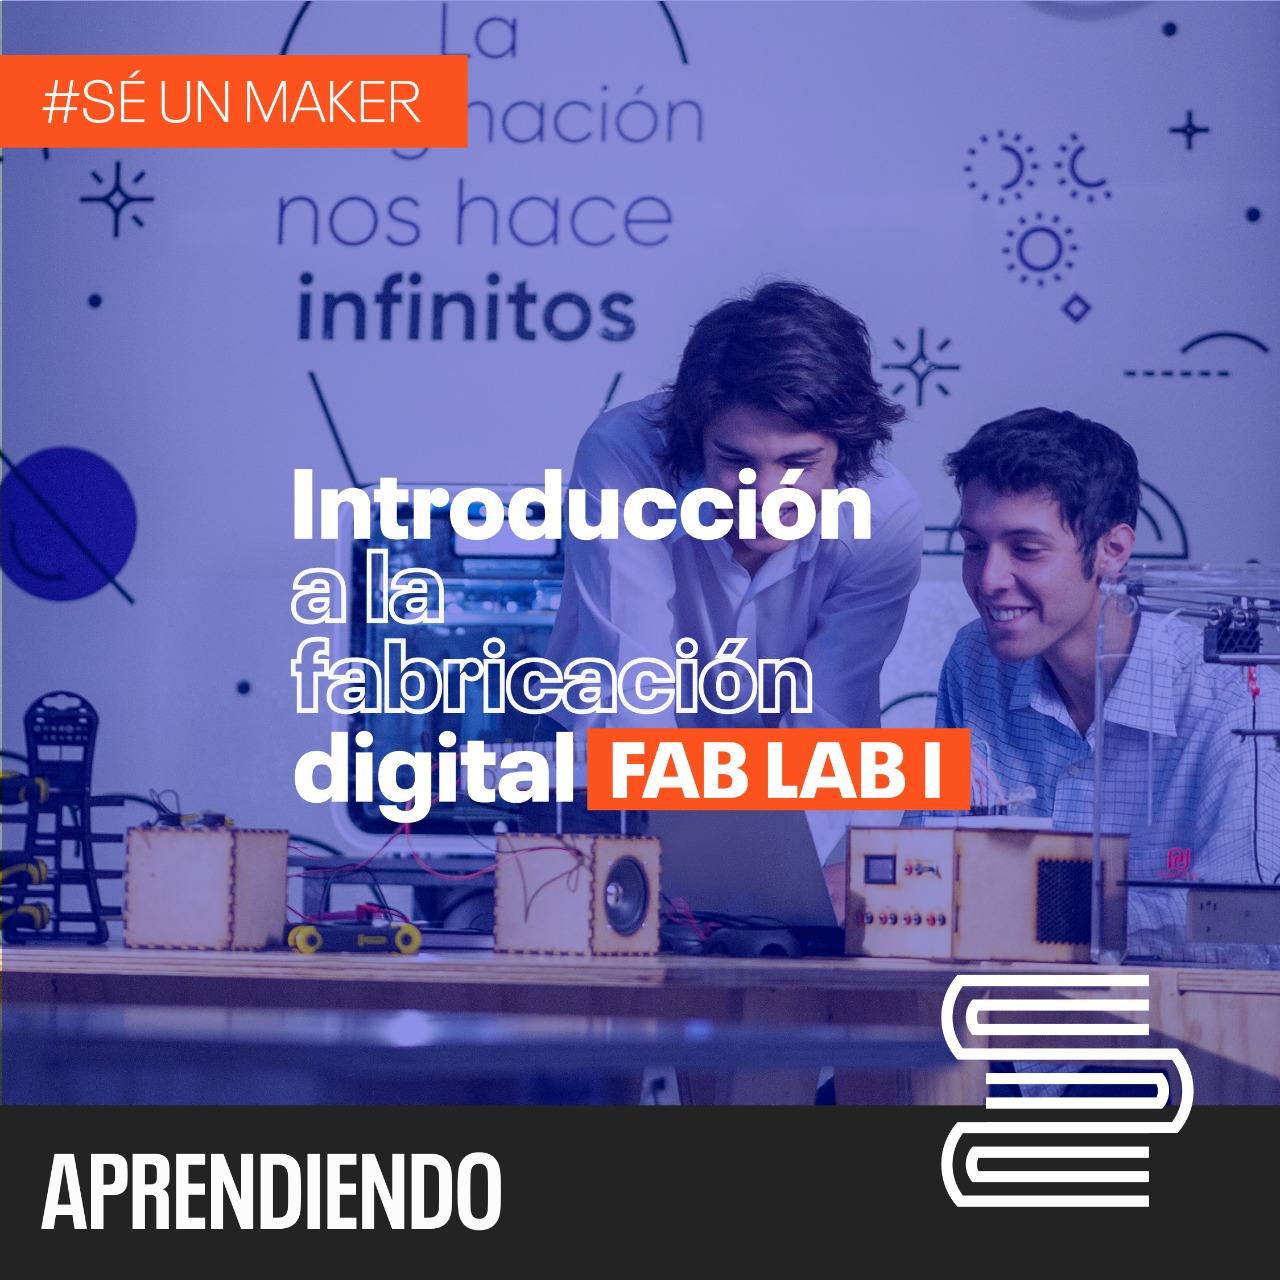 La
#SÉ UN MAKER
nación
nos hace
infinitos
Introducción
a la
fabricación
digital FAB LAB I
APRENDIENDO